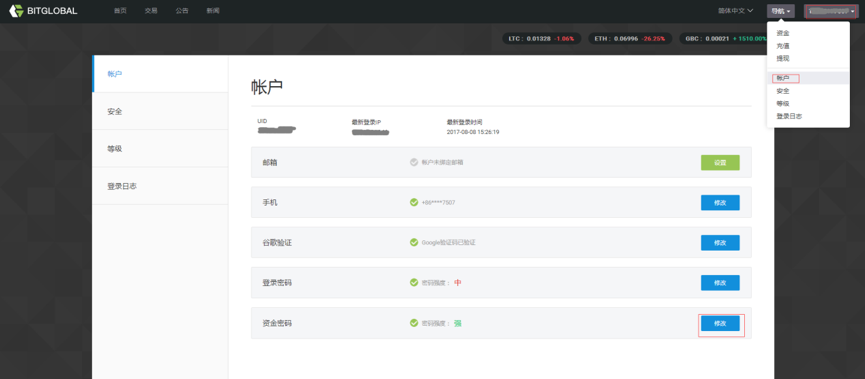 BITGLOBAL 首页 交易 公告 新闻 简体中文 导航
LTC : 0.01328 -1.86% ETH : 0.06996 -26.25% GBC : 0.00021 + 1510.00%
资金
充值
提现
帐户
安全
等级
登录日志
帐户
安全
等级
登录日志
帐户
UID 最新登录IP 最新登录时间
2017-08-08 15:26:19
邮箱 帐户未绑定邮箱 设置
手机 +86****7507 修改
谷歌验证 Google验证码已验证 修改
登录密码 密码强度： 中 修改
资金密码 密码强度： 强 修改